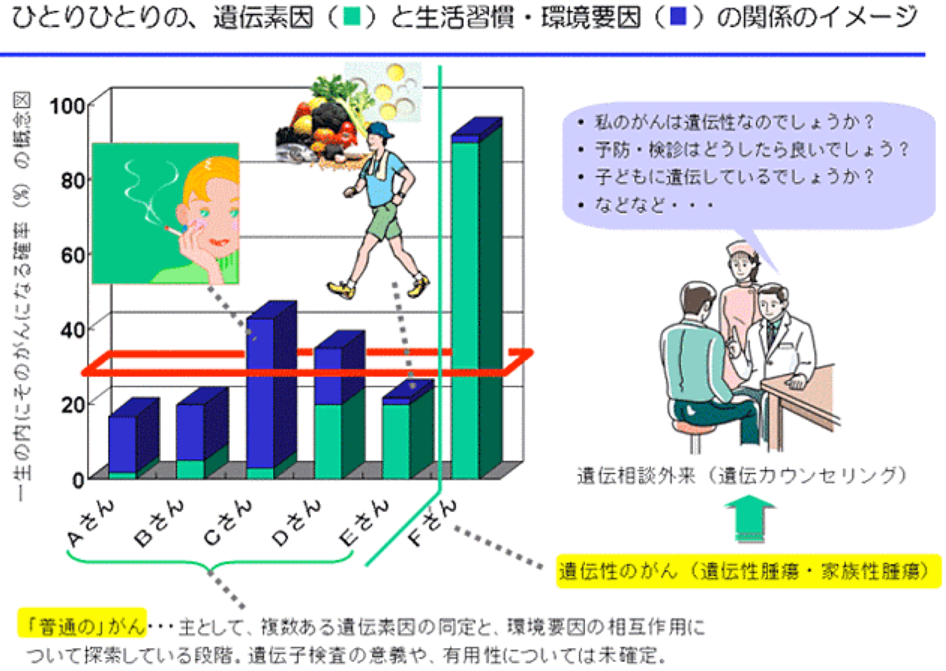 ひとりひとりの、遺伝素因（■）と生活習慣・環境要因（■）の関係のイメージ
一生の内にそのがんになる確率（%）の概念図
100
80
60
40
20
0
Aさん
Bさん
Cさん
Dさん
Eさん
Fさん
• 私のがんは遺伝性なのでしょうか？
• 予防・検診はどうしたら良いでしょう？
• 子どもに遺伝しているでしょうか？
• などなど・・・
遺伝相談外来（遺伝カウンセリング）
遺伝性のがん（遺伝性腫瘍・家族性腫瘍）
「普通の」がん・・・主として、複数ある遺伝素因の同定と、環境要因の相互作用に
ついて探索している段階。遺伝子検査の意義や、有用性については未確定。